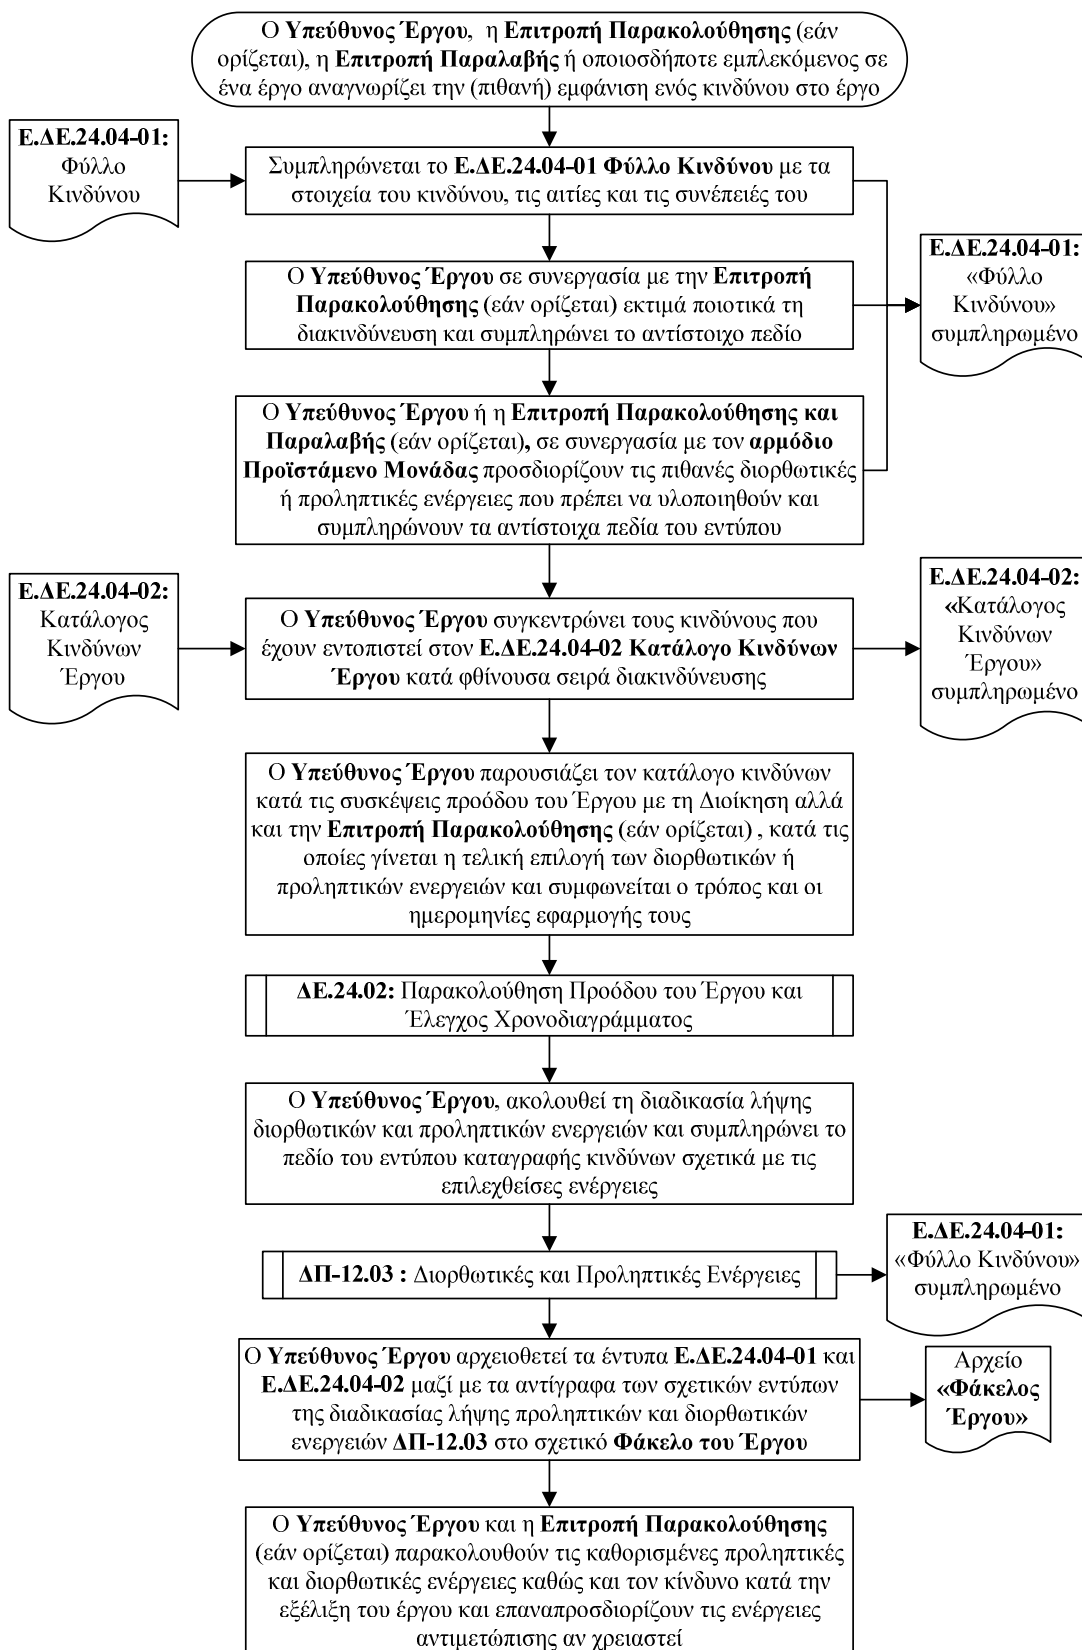 Ο Υπεύθυνος Έργου, η Επιτροπή Παρακολούθησης (εάν
ορίζεται), η Επιτροπή Παραλαβής ή οποιοσδήποτε εμπλεκόμενος σε
ένα έργο αναγνωρίζει την (πιθανή) εμφάνιση ενός κινδύνου στο έργο
Ε.ΔΕ.24.04-01:
Φύλλο
Κινδύνου
Συμπληρώνεται το Ε.ΔΕ.24.04-01 Φύλλο Κινδύνου με τα
στοιχεία του κινδύνου, τις αιτίες και τις συνέπειές του
Ο Υπεύθυνος Έργου σε συνεργασία με την Επιτροπή
Παρακολούθησης (εάν ορίζεται) εκτιμά ποιοτικά τη
διακινδύνευση και συμπληρώνει το αντίστοιχο πεδίο
Ε.ΔΕ.24.04-01:
«Φύλλο
Κινδύνου»
συμπληρωμένο
Ο Υπεύθυνος Έργου ή η Επιτροπή Παρακολούθησης και
Παραλαβής (εάν ορίζεται), σε συνεργασία με τον αρμόδιο
Προϊστάμενο Μονάδας προσδιορίζουν τις πιθανές διορθωτικές
ή προληπτικές ενέργειες που πρέπει να υλοποιηθούν και
συμπληρώνουν τα αντίστοιχα πεδία του εντύπου
Ε.ΔΕ.24.04-02:
Κατάλογος
Κινδύνων
Έργου
Ο Υπεύθυνος Έργου συγκεντρώνει τους κινδύνους που
έχουν εντοπιστεί στον Ε.ΔΕ.24.04-02 Κατάλογο Κινδύνων
Έργου κατά φθίνουσα σειρά διακινδύνευσης
Ε.ΔΕ.24.04-02:
«Κατάλογος
Κινδύνων
Έργου»
συμπληρωμένο
Ο Υπεύθυνος Έργου παρουσιάζει τον κατάλογο κινδύνων
κατά τις συσκέψεις προόδου του Έργου με τη Διοίκηση αλλά
και την Επιτροπή Παρακολούθησης (εάν ορίζεται) , κατά τις
οποίες γίνεται η τελική επιλογή των διορθωτικών ή
προληπτικών ενεργειών και συμφωνείται ο τρόπος και οι
ημερομηνίες εφαρμογής τους
ΔΕ.24.02: Παρακολούθηση Προόδου του Έργου και
Έλεγχος Χρονοδιαγράμματος
Ο Υπεύθυνος Έργου, ακολουθεί τη διαδικασία λήψης
διορθωτικών και προληπτικών ενεργειών και συμπληρώνει το
πεδίο του εντύπου καταγραφής κινδύνων σχετικά με τις
επιλεχθείσες ενέργειες
ΔΠ-12.03 : Διορθωτικές και Προληπτικές Ενέργειες
Ε.ΔΕ.24.04-01:
«Φύλλο Κινδύνου»
συμπληρωμένο
Ο Υπεύθυνος Έργου αρχειοθετεί τα έντυπα Ε.ΔΕ.24.04-01 και
Ε.ΔΕ.24.04-02 μαζί με τα αντίγραφα των σχετικών εντύπων
της διαδικασίας λήψης προληπτικών και διορθωτικών
ενεργειών ΔΠ-12.03 στο σχετικό Φάκελο του Έργου
Αρχείο
«Φάκελος
Έργου»
Ο Υπεύθυνος Έργου και η Επιτροπή Παρακολούθησης
(εάν ορίζεται) παρακολουθούν τις καθορισμένες προληπτικές
και διορθωτικές ενέργειες καθώς και τον κίνδυνο κατά την
εξέλιξη του έργου και επαναπροσδιορίζουν τις ενέργειες
αντιμετώπισης αν χρειαστεί